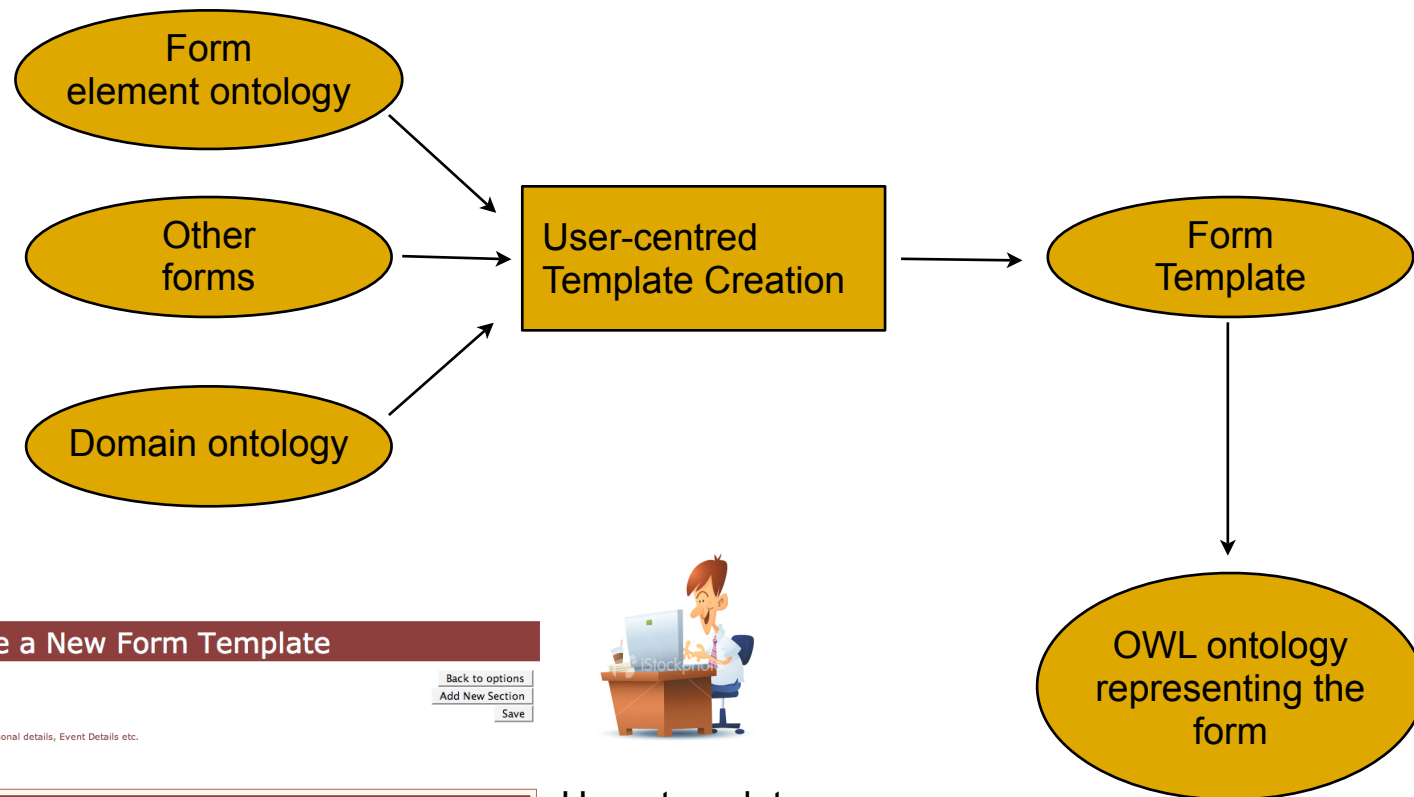 Form
element ontology
Other
forms
Domain ontology
User-centred
Template Creation
Form
Template
OWL ontology
representing the
form
e a New Form Template
Back to options
Add New Section
Save
onal details, Event Details etc.
iStockpho